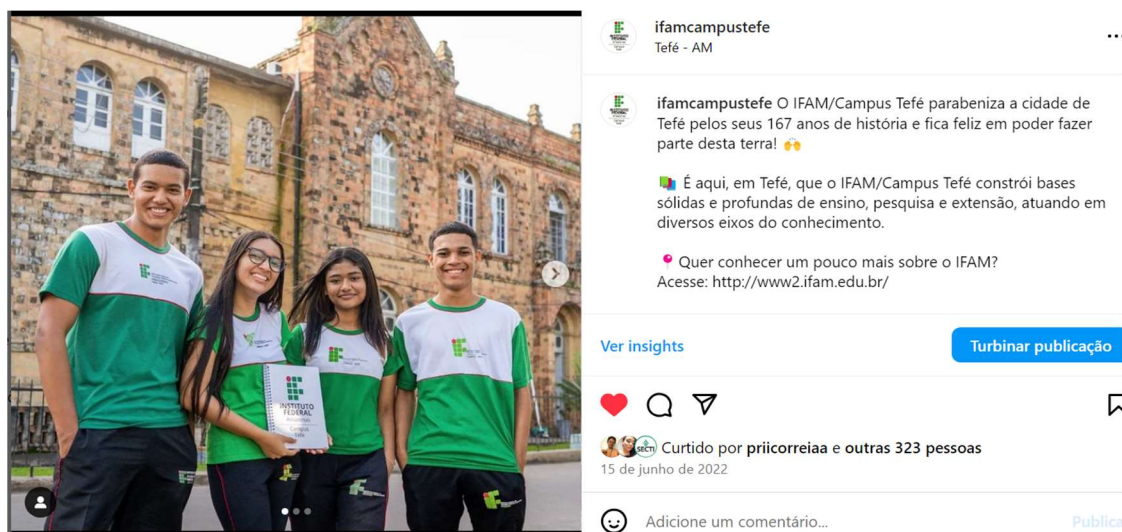 ifamcampustefe
Tefé - AM
ifamcampustefe O IFAM/Campus Tefé parabeniza a cidade de
Tefé pelos seus 167 anos de história e fica feliz em poder fazer
parte desta terra! 🙌
📚 É aqui, em Tefé, que o IFAM/Campus Tefé constrói bases
sólidas e profundas de ensino, pesquisa e extensão, atuando em
diversos eixos do conhecimento.
📍 Quer conhecer um pouco mais sobre o IFAM?
Acesse: http://www2.ifam.edu.br/
Ver insights
Turbinar publicação
SECTI
Curtido por priicorreiaa e outras 323 pessoas
15 de junho de 2022
Adicione um comentário...
Publica
INSTITUTO
FEDERAL
Amazonas
Campus
Tefé